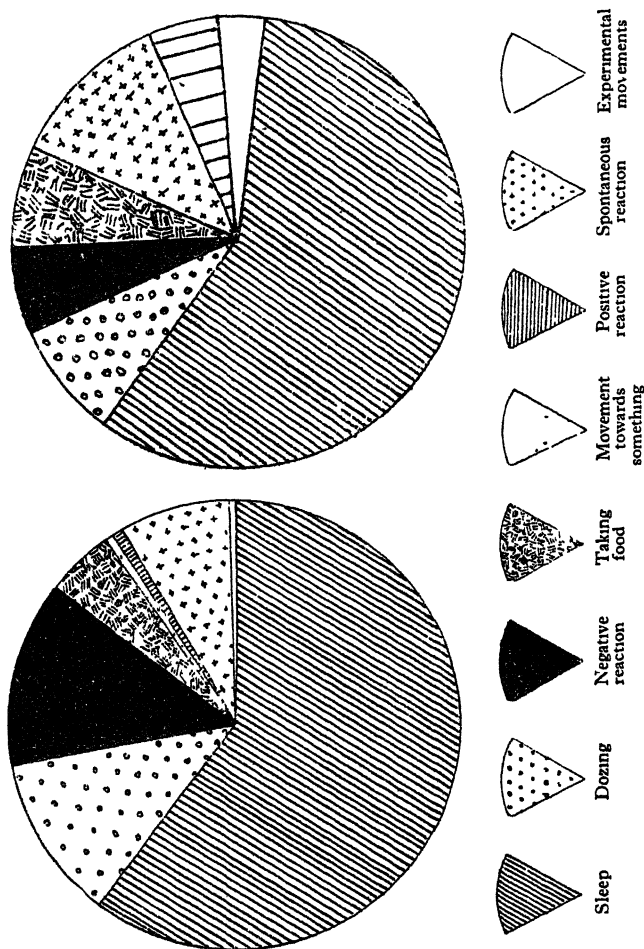 Sleep
Dozing
Negative
reaction
Taking
food
Movement
towards
something
Positive
reaction
Spontaneous
reaction
Experimental
movements